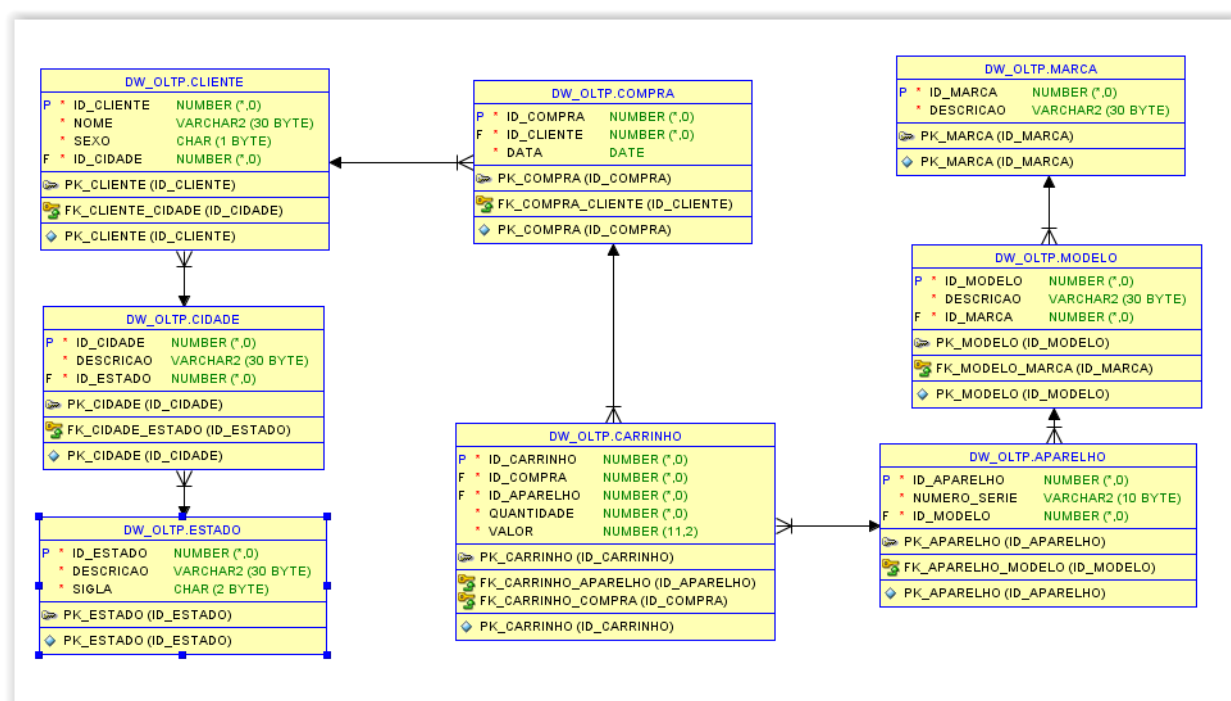 DW_OLTP.CLIENTE
P * ID_CLIENTE NUMBER (*,0)
* NOME VARCHAR2 (30 BYTE)
* SEXO CHAR (1 BYTE)
F * ID_CIDADE NUMBER (*,0)
PK_CLIENTE (ID_CLIENTE)
FK_CLIENTE_CIDADE (ID_CIDADE)
PK_CLIENTE (ID_CLIENTE)
DW_OLTP.CIDADE
P * ID_CIDADE NUMBER (*,0)
* DESCRICAO VARCHAR2 (30 BYTE)
F * ID_ESTADO NUMBER (*,0)
PK_CIDADE (ID_CIDADE)
FK_CIDADE_ESTADO (ID_ESTADO)
PK_CIDADE (ID_CIDADE)
DW_OLTP.ESTADO
P * ID_ESTADO NUMBER (*,0)
* DESCRICAO VARCHAR2 (30 BYTE)
* SIGLA CHAR (2 BYTE)
PK_ESTADO (ID_ESTADO)
PK_ESTADO (ID_ESTADO)
DW_OLTP.COMPRA
P * ID_COMPRA NUMBER (*,0)
F * ID_CLIENTE NUMBER (*,0)
* DATA DATE
PK_COMPRA (ID_COMPRA)
FK_COMPRA_CLIENTE (ID_CLIENTE)
PK_COMPRA (ID_COMPRA)
DW_OLTP.CARRINHO
P * ID_CARRINHO NUMBER (*,0)
F * ID_COMPRA NUMBER (*,0)
F * ID_APARELHO NUMBER (*,0)
* QUANTIDADE NUMBER (*,0)
* VALOR NUMBER (11,2)
PK_CARRINHO (ID_CARRINHO)
FK_CARRINHO_APARELHO (ID_APARELHO)
FK_CARRINHO_COMPRA (ID_COMPRA)
PK_CARRINHO (ID_CARRINHO)
DW_OLTP.MARCA
P * ID_MARCA NUMBER (*,0)
* DESCRICAO VARCHAR2 (30 BYTE)
PK_MARCA (ID_MARCA)
PK_MARCA (ID_MARCA)
DW_OLTP.MODELO
P * ID_MODELO NUMBER (*,0)
* DESCRICAO VARCHAR2 (30 BYTE)
F * ID_MARCA NUMBER (*,0)
PK_MODELO (ID_MODELO)
FK_MODELO_MARCA (ID_MARCA)
PK_MODELO (ID_MODELO)
DW_OLTP.APARELHO
P * ID_APARELHO NUMBER (*,0)
* NUMERO_SERIE VARCHAR2 (10 BYTE)
F * ID_MODELO NUMBER (*,0)
PK_APARELHO (ID_APARELHO)
FK_APARELHO_MODELO (ID_MODELO)
PK_APARELHO (ID_APARELHO)